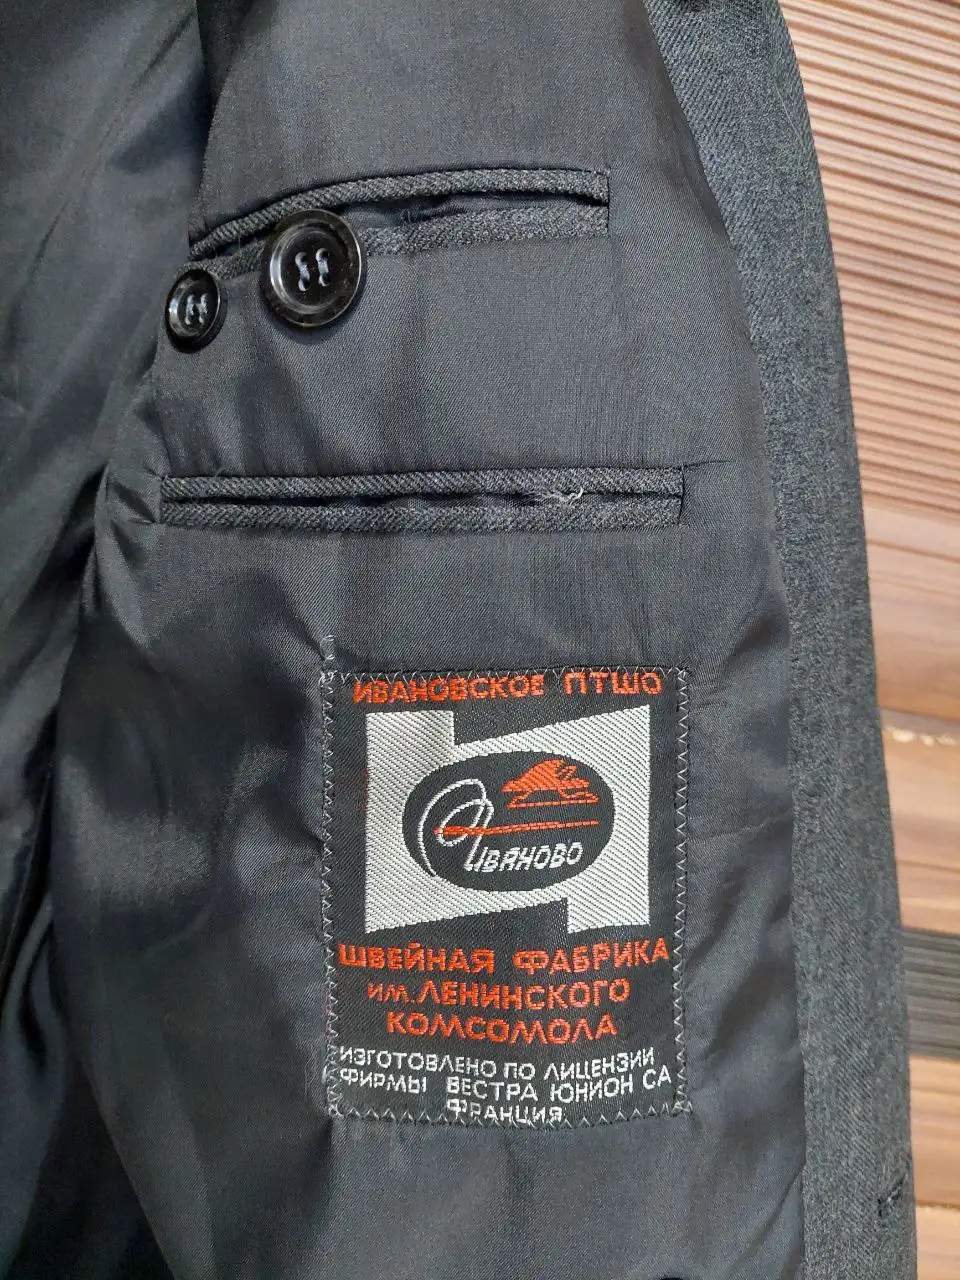 ИВАНОВСКОЕ ПТШО
Иваново
ШВЕЙНАЯ ФАБРИКА
ИМ. ЛЕНИНСКОГО
КОМСОМОЛА
ИЗГОТОВЛЕНО ПО ЛИЦЕНЗИИ
ФИРМЫ ВЕСТРА ЮНИОН СА
ФРАНЦИЯ